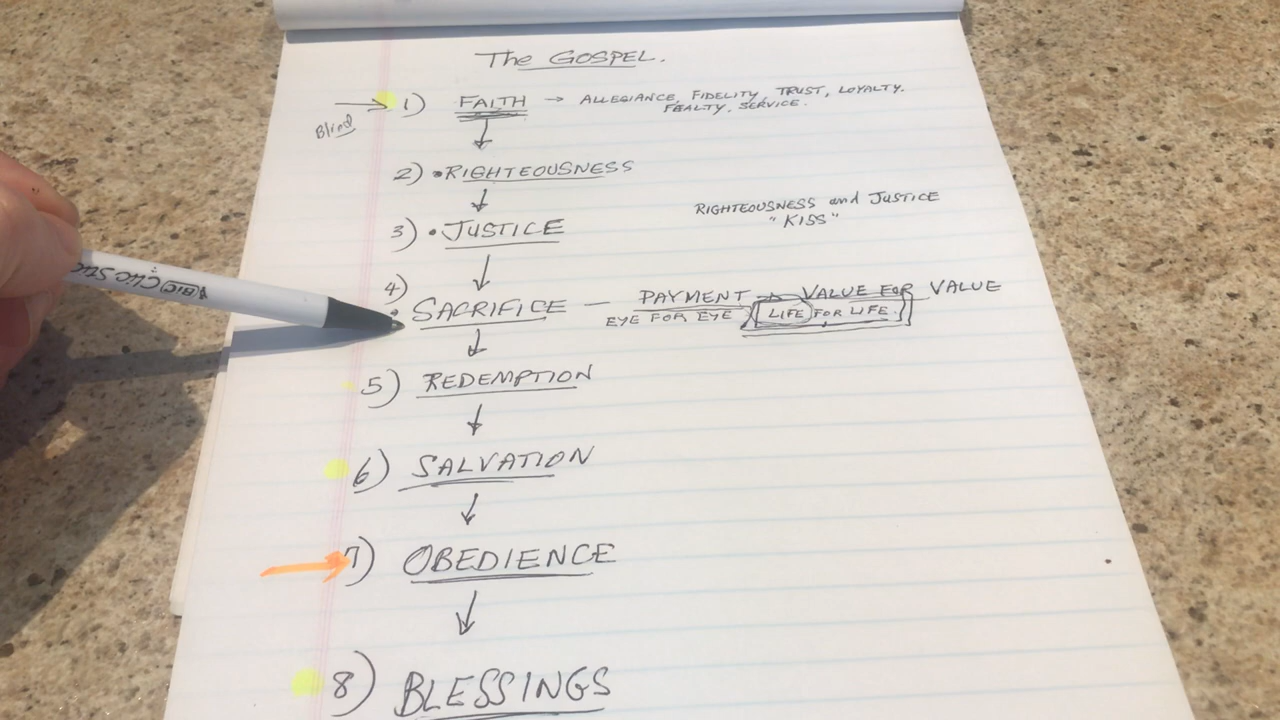 The GOSPEL.
1) FAITH → ALLEGIANCE, FIDELITY, TRUST, LOYALTY.
FEALTY, SERVICE.
Blind
2) • RIGHTEOUSNESS
RIGHTEOUSNESS and JUSTICE
"KISS"
3) • JUSTICE
4) SACRIFICE — PAYMENT → VALUE FOR VALUE
EYE FOR EYE LIFE FOR LIFE
BIC Clic Stic
5) REDEMPTION
6) SALVATION
7) OBEDIENCE
8) BLESSINGS